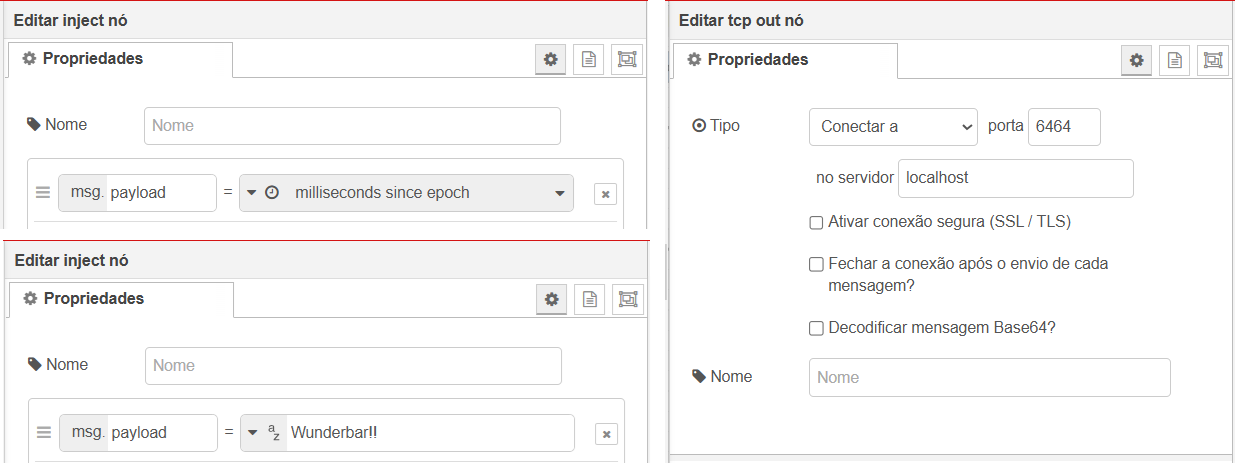 Editar inject nó
Propriedades
Nome Nome
msg. payload = milliseconds since epoch
Editar inject nó
Propriedades
Nome Nome
msg. payload = az Wunderbar!!
Editar tcp out nó
Propriedades
Tipo Conectar a porta 6464
no servidor localhost
Ativar conexão segura (SSL / TLS)
Fechar a conexão após o envio de cada
mensagem?
Decodificar mensagem Base64?
Nome Nome